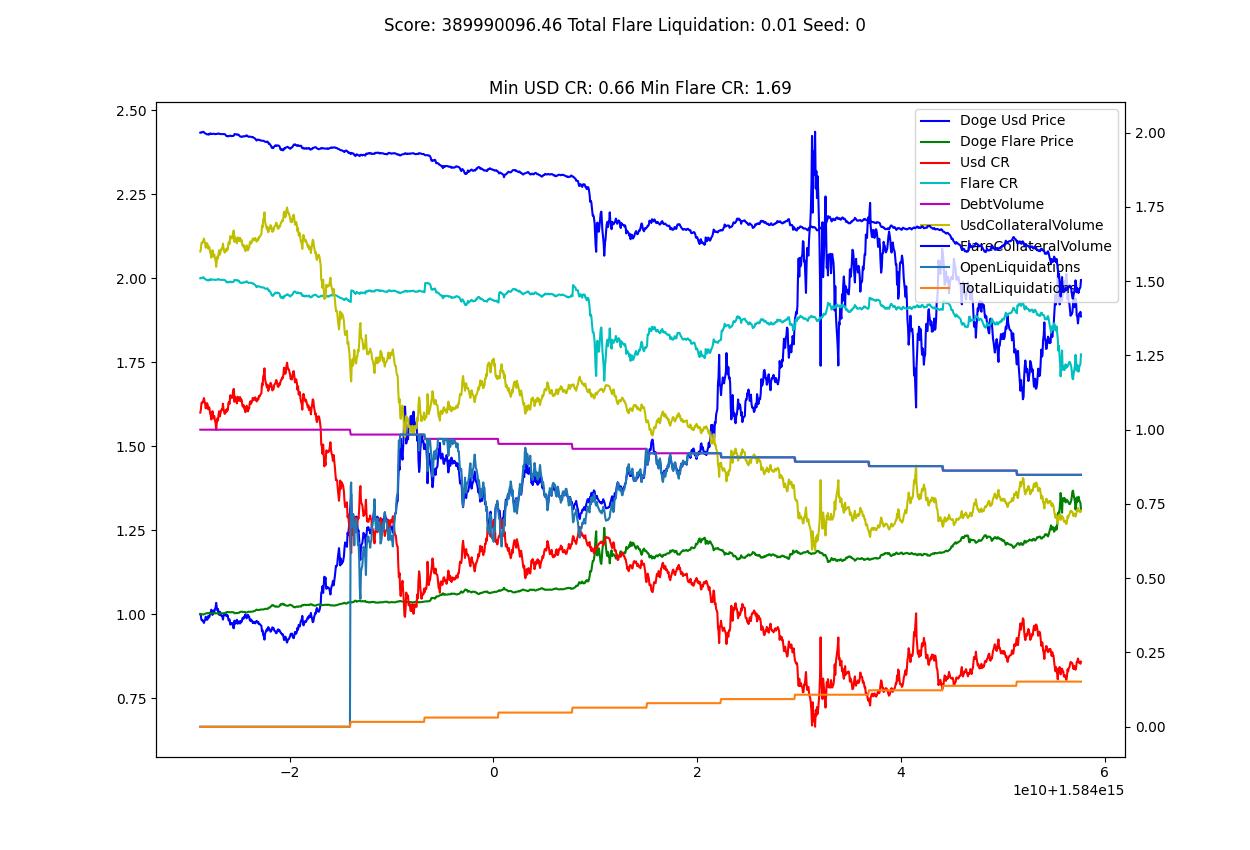 Score: 389990096.46 Total Flare Liquidation: 0.01 Seed: 0
Min USD CR: 0.66 Min Flare CR: 1.69
2.50
2.25
2.00
1.75
1.50
1.25
1.00
0.75
2.00
1.75
1.50
1.25
1.00
0.75
0.50
0.25
0.00
Doge Usd Price
Doge Flare Price
Usd CR
Flare CR
DebtVolume
UsdCollateralVolume
FlareCollateralVolume
OpenLiquidations
TotalLiquidations
−2 0 2 4 6
1e10+1.584e15